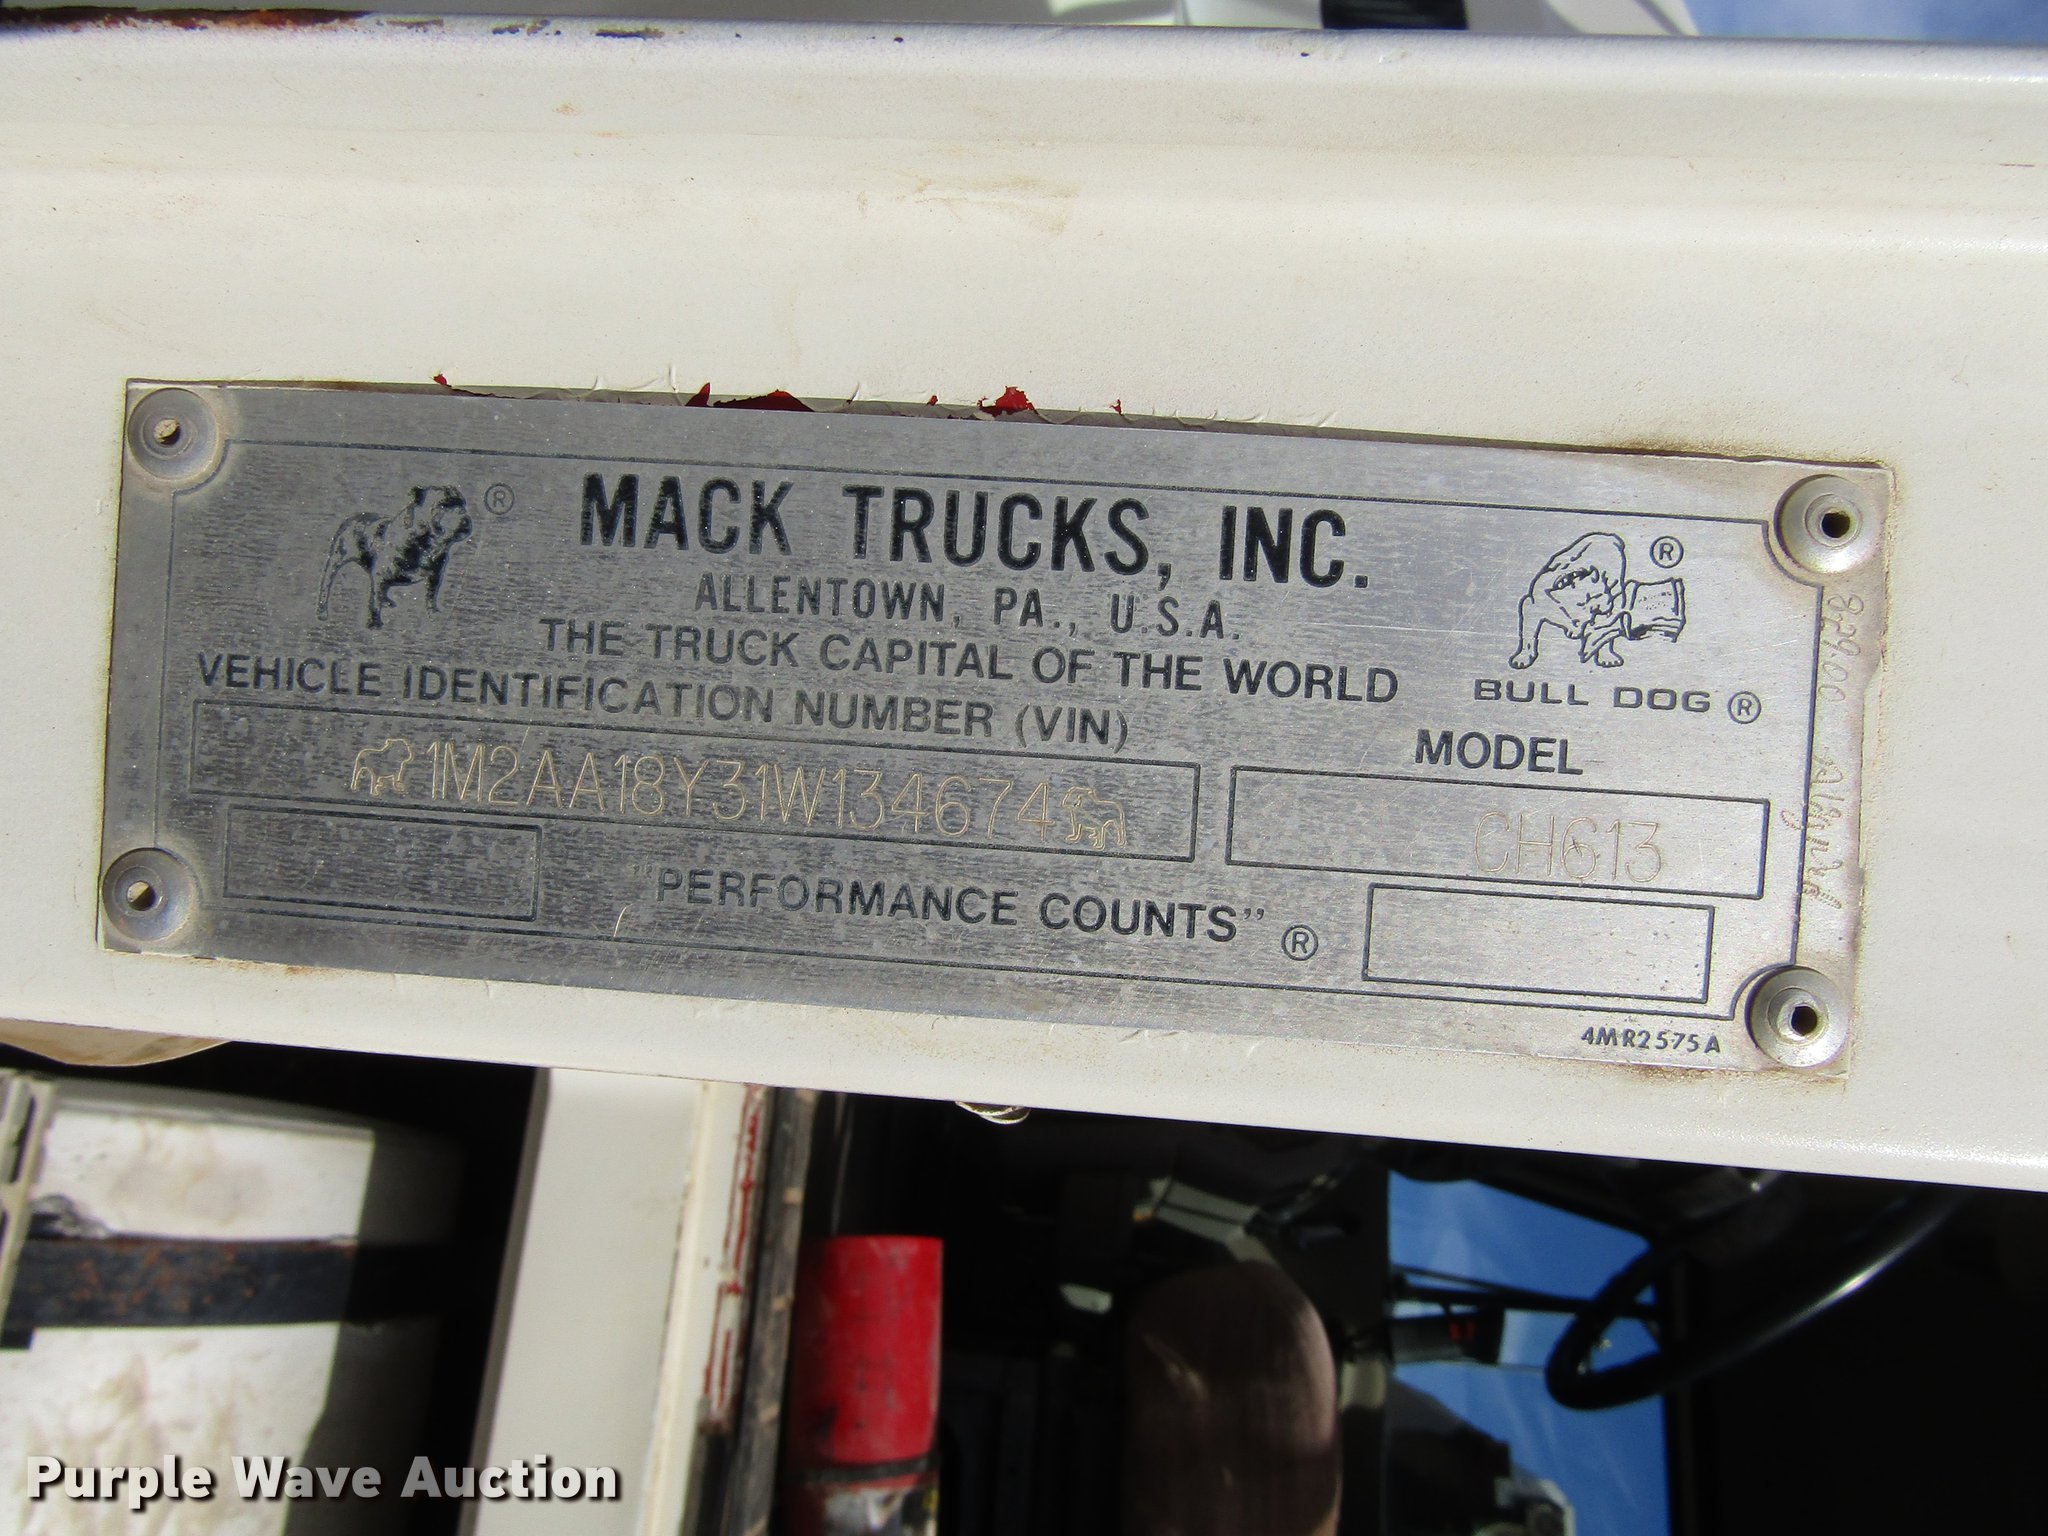 MACK TRUCKS, INC.
ALLENTOWN, PA., U.S.A.
THE TRUCK CAPITAL OF THE WORLD
BULL DOG ®
®
®
VEHICLE IDENTIFICATION NUMBER (VIN)
MODEL
1M2AA18Y31W134674
CH613
"PERFORMANCE COUNTS" ®
4MR2575A
Purple Wave Auction